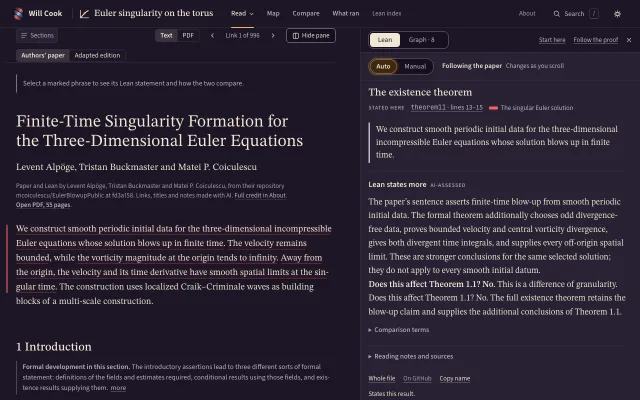 Will Cook
Euler singularity on the torus
Read
Map
Compare
What ran
Lean index
About
Search
/
Sections
Text
PDF
Link 1 of 996
Hide pane
Authors' paper
Adapted edition
Select a marked phrase to see its Lean statement and how the two compare.
Finite-Time Singularity Formation for
the Three-Dimensional Euler Equations
Levent Alpöge, Tristan Buckmaster and Matei P. Coiculescu
Paper and Lean by Levent Alpöge, Tristan Buckmaster and Matei P. Coiculescu, from their repository
mcoiculescu/EulerBlowupPublic at fd3a158. Links, titles and notes made with AI. Full credit in About.
Open PDF, 55 pages.
We construct smooth periodic initial data for the three-dimensional incompressible
Euler equations whose solution blows up in finite time. The velocity remains
bounded, while the vorticity magnitude at the origin tends to infinity. Away from
the origin, the velocity and its time derivative have smooth spatial limits at the sin-
gular time. The construction uses localized Craik–Criminale waves as building
blocks of a multi-scale construction.
1 Introduction
Formal development in this section. The introductory assertions lead to three different sorts of formal
statement: definitions of the fields and estimates required, conditional results using those fields, and exis-
tence results supplying them. more
Lean
Graph · 8
Start here
Follow the proof
×
Auto
Manual
Following the paper
Changes as you scroll
The existence theorem
STATED HERE theorem11 · lines 13–15 The singular Euler solution
We construct smooth periodic initial data for the three-dimensional
incompressible Euler equations whose solution blows up in finite
time.
Lean states more AI-ASSESSED
The paper's sentence asserts finite-time blow-up from smooth periodic
initial data. The formal theorem additionally chooses odd divergence-
free data, proves bounded velocity and central vorticity divergence,
gives both divergent time integrals, and supplies every off-origin spatial
limit. These are stronger conclusions for the same selected solution;
they do not apply to every smooth initial datum.
Does this affect Theorem 1.1? No. This is a difference of granularity.
Does this affect Theorem 1.1? No. The full existence theorem retains the
blow-up claim and supplies the additional conclusions of Theorem 1.1.
Comparison terms
Reading notes and sources
Whole file
On GitHub
Copy name
States this result.